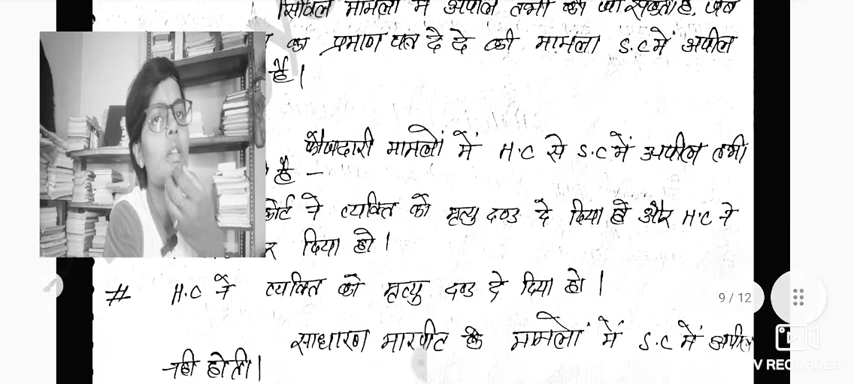 सिविल मामलों में अपील तभी की जा सकती है, जब
का प्रमाण पत्र दे दे की मामला S.C में अपील
है।
फौजदारी मामलों में H.C से S.C में अपील तभी
है –
कोर्ट ने व्यक्ति को मृत्यु दण्ड दे दिया हो और H.C ने
र दिया हो।
# H.C ने व्यक्ति को मृत्यु दण्ड दे दिया हो।
9 / 12
साधारण मारपीट के मामलों में S.C में अपील
नही होती।
V RECORDER